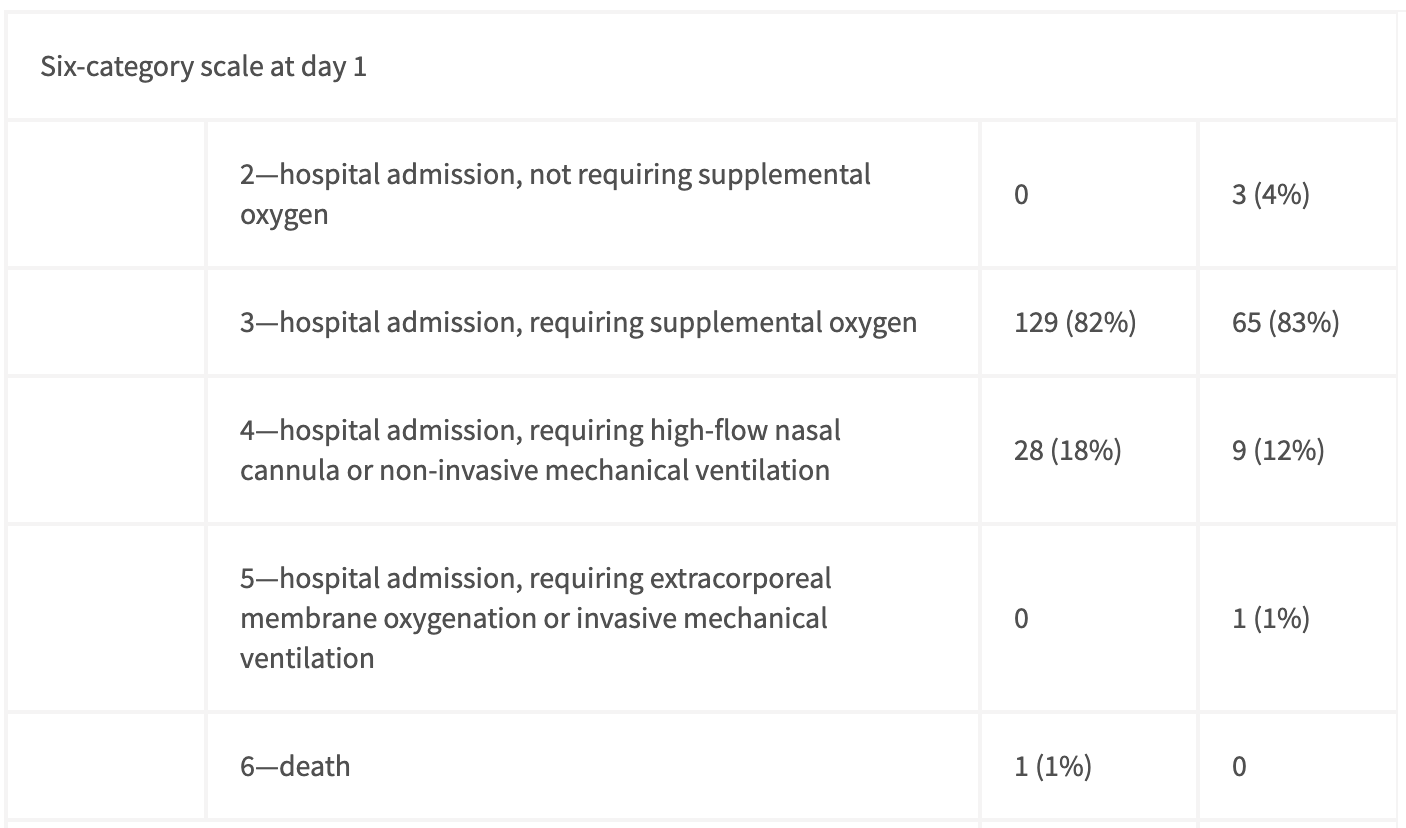 Six-category scale at day 1
2—hospital admission, not requiring supplemental
oxygen
0
3 (4%)
3—hospital admission, requiring supplemental oxygen
129 (82%)
65 (83%)
4—hospital admission, requiring high-flow nasal
cannula or non-invasive mechanical ventilation
28 (18%)
9 (12%)
5—hospital admission, requiring extracorporeal
membrane oxygenation or invasive mechanical
ventilation
0
1 (1%)
6—death
1 (1%)
0